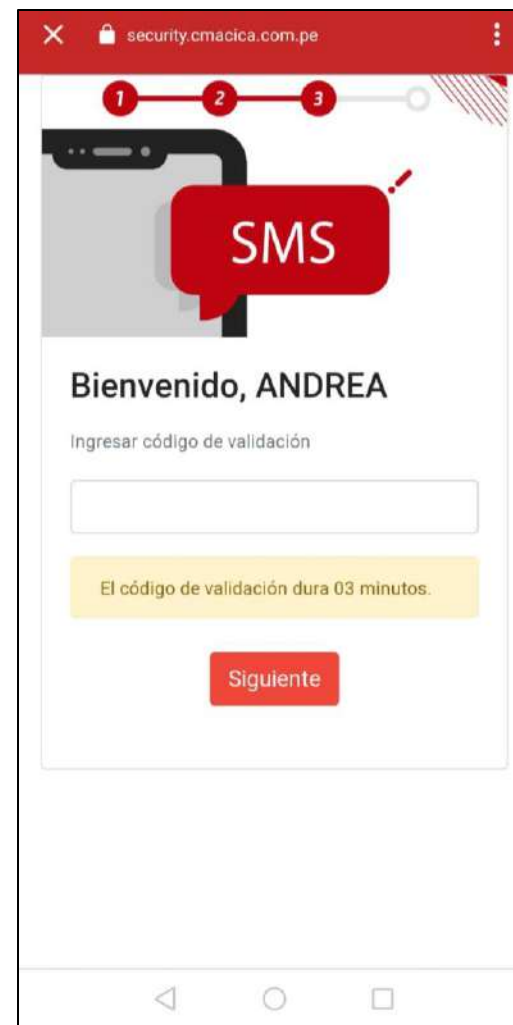 security.cmacica.com.pe
1 2 3
SMS
Bienvenido, ANDREA
Ingresar código de validación
El código de validación dura 03 minutos.
Siguiente